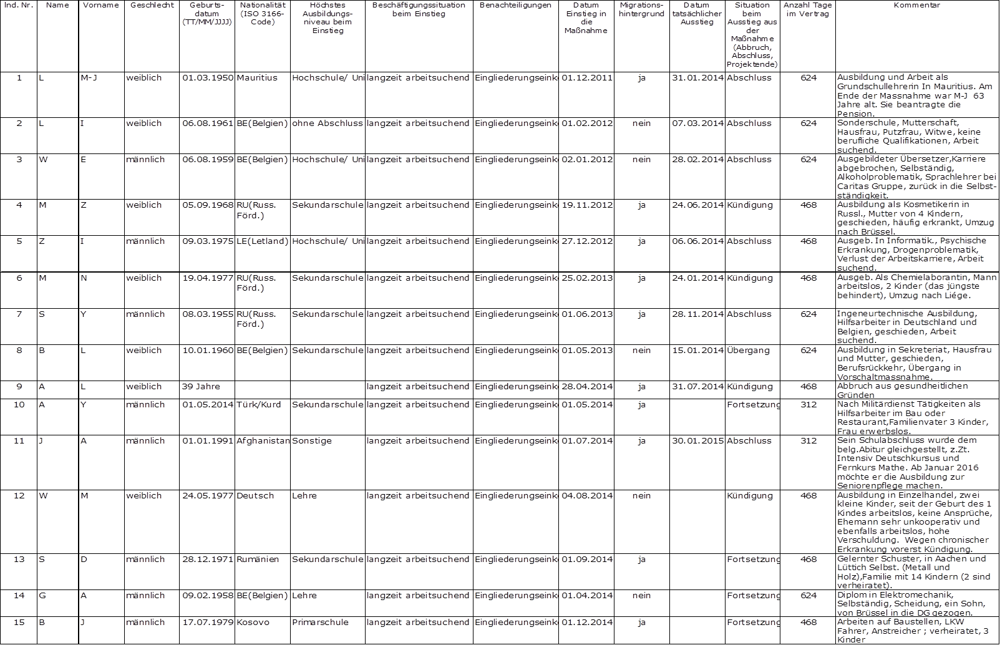 Ind. Nr. Name Vorname Geschlecht Geburts- Nationalität Höchstes Beschäftigungssituation Benachteiligungen Datum Migrations- Datum Situation Anzahl Tage Kommentar
datum (ISO 3166- Ausbildungs- beim Einstieg Einstieg in hintergrund tatsächlicher beim im Vertrag
(TT/MM/JJJJ) Code) niveau beim die Ausstieg Ausstieg aus
Einstieg Maßnahme der
Maßnahme
(Abbruch,
Abschluss,
Projektende)
1 L M-J weiblich 01.03.1950 Mauritius Hochschule/ Uni langzeit arbeitsuchend Eingliederungseink 01.12.2011 ja 31.01.2014 Abschluss 624 Ausbildung und Arbeit als
Grundschullehrerin In Mauritius. Am
Ende der Massnahme war M-J 63
Jahre alt. Sie beantragte die
Pension.
2 L I weiblich 06.08.1961 BE(Belgien) ohne Abschluss langzeit arbeitsuchend Eingliederungseink 01.02.2012 nein 07.03.2014 Abschluss 624 Sonderschule, Mutterschaft,
Hausfrau, Putzfrau, Witwe, keine
berufliche Qualifikationen, Arbeit
suchend.
3 W E männlich 06.08.1959 BE(Belgien) Hochschule/ Uni langzeit arbeitsuchend Eingliederungseink 02.01.2012 nein 28.02.2014 Abschluss 624 Ausgebildeter Übersetzer,Karriere
abgebrochen, Selbständig,
Alkoholproblematik, Sprachlehrer bei
Caritas Gruppe, zurück in die Selbst-
ständigkeit.
4 M Z weiblich 05.09.1968 RU(Russ. Sekundarschule langzeit arbeitsuchend Eingliederungseink 19.11.2012 ja 24.06.2014 Kündigung 468 Ausbildung als Kosmetikerin in
Förd.) Russl., Mutter von 4 Kindern,
geschieden, häufig erkrankt, Umzug
nach Brüssel.
5 Z I männlich 09.03.1975 LE(Letland) Hochschule/ Uni langzeit arbeitsuchend Eingliederungseink 27.12.2012 ja 06.06.2014 Abschluss 468 Ausgeb. In Informatik., Psychische
Erkrankung, Drogenproblematik,
Verlust der Arbeitskarriere, Arbeit
suchend.
6 M N weiblich 19.04.1977 RU(Russ. Sekundarschule langzeit arbeitsuchend Eingliederungseink 25.02.2013 ja 24.01.2014 Kündigung 468 Ausgeb. Als Chemielaborantin, Mann
Förd.) arbeitslos, 2 Kinder (das jüngste
behindert), Umzug nach Liége.
7 S Y männlich 08.03.1955 RU(Russ. Sekundarschule langzeit arbeitsuchend Eingliederungseink 01.06.2013 ja 28.11.2014 Abschluss 624 Ingeneurtechnische Ausbildung,
Förd.) Hilfsarbeiter in Deutschland und
Belgien, geschieden, Arbeit
suchend.
8 B L weiblich 10.01.1960 BE(Belgien) Sekundarschule langzeit arbeitsuchend Eingliederungseink 01.05.2013 nein 15.01.2014 Übergang 624 Ausbildung in Sekreteriat, Hausfrau
und Mutter, geschieden,
Berufsrückkehr, Übergang in
Vorschaltmassnahme.
9 A L weiblich 39 Jahre langzeit arbeitsuchend Eingliederungseink 28.04.2014 ja 31.07.2014 Kündigung 468 Abbruch aus gesundheitlichen
Gründen
10 A Y männlich 01.05.2014 Türk/Kurd Sekundarschule langzeit arbeitsuchend Eingliederungseink 01.05.2014 ja Fortsetzung 312 Nach Militärdienst Tätigkeiten als
Hilfsarbeiter im Bau oder
Restaurant,Familienvater 3 Kinder,
Frau erwerbslos.
11 J A männlich 01.01.1991 Afghanistan Sonstige langzeit arbeitsuchend Eingliederungseink 01.07.2014 ja 30.01.2015 Abschluss 312 Sein Schulabschluss wurde dem
belg.Abitur gleichgestellt, z.Zt.
Intensiv Deutschkursus und
Fernkurs Mathe. Ab Januar 2016
möchte er die Ausbildung zur
Seniorenpflege machen.
12 W M weiblich 24.05.1977 Deutsch Lehre langzeit arbeitsuchend Eingliederungseink 04.08.2014 nein Kündigung 468 Ausbildung in Einzelhandel, zwei
kleine Kinder, seit der Geburt des 1
Kindes arbeitslos, keine Ansprüche,
Ehemann sehr unkooperativ und
ebenfalls arbeitslos, hohe
Verschuldung. Wegen chronischer
Erkrankung vorerst Kündigung.
13 S D männlich 28.12.1971 Rumänien Sekundarschule langzeit arbeitsuchend Eingliederungseink 01.09.2014 ja Fortsetzung 468 Gelernter Schuster, in Aachen und
Lüttich Selbst. (Metall und
Holz),Familie mit 14 Kindern (2 sind
verheiratet).
14 G A männlich 09.02.1958 BE(Belgien) Lehre langzeit arbeitsuchend Eingliederungseink 01.04.2014 nein Fortsetzung 624 Diplom in Elektromechanik,
Selbständig, Scheidung, ein Sohn,
von Brüssel in die DG gezogen.
15 B J männlich 17.07.1979 Kosovo Primarschule langzeit arbeitsuchend Eingliederungseink 01.12.2014 ja Fortsetzung 468 Arbeiten auf Baustellen, LKW
Fahrer, Anstreicher ; verheiratet, 3
Kinder